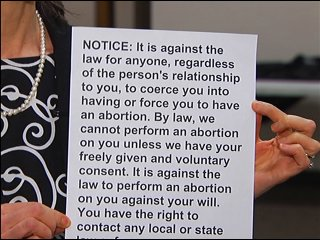 NOTICE: It is against the
law for anyone, regardless
of the person's relationship
to you, to coerce you into
having or force you to have
an abortion. By law, we
cannot perform an abortion
on you unless we have your
freely given and voluntary
consent. It is against the
law to perform an abortion
on you against your will.
You have the right to
contact any local or state